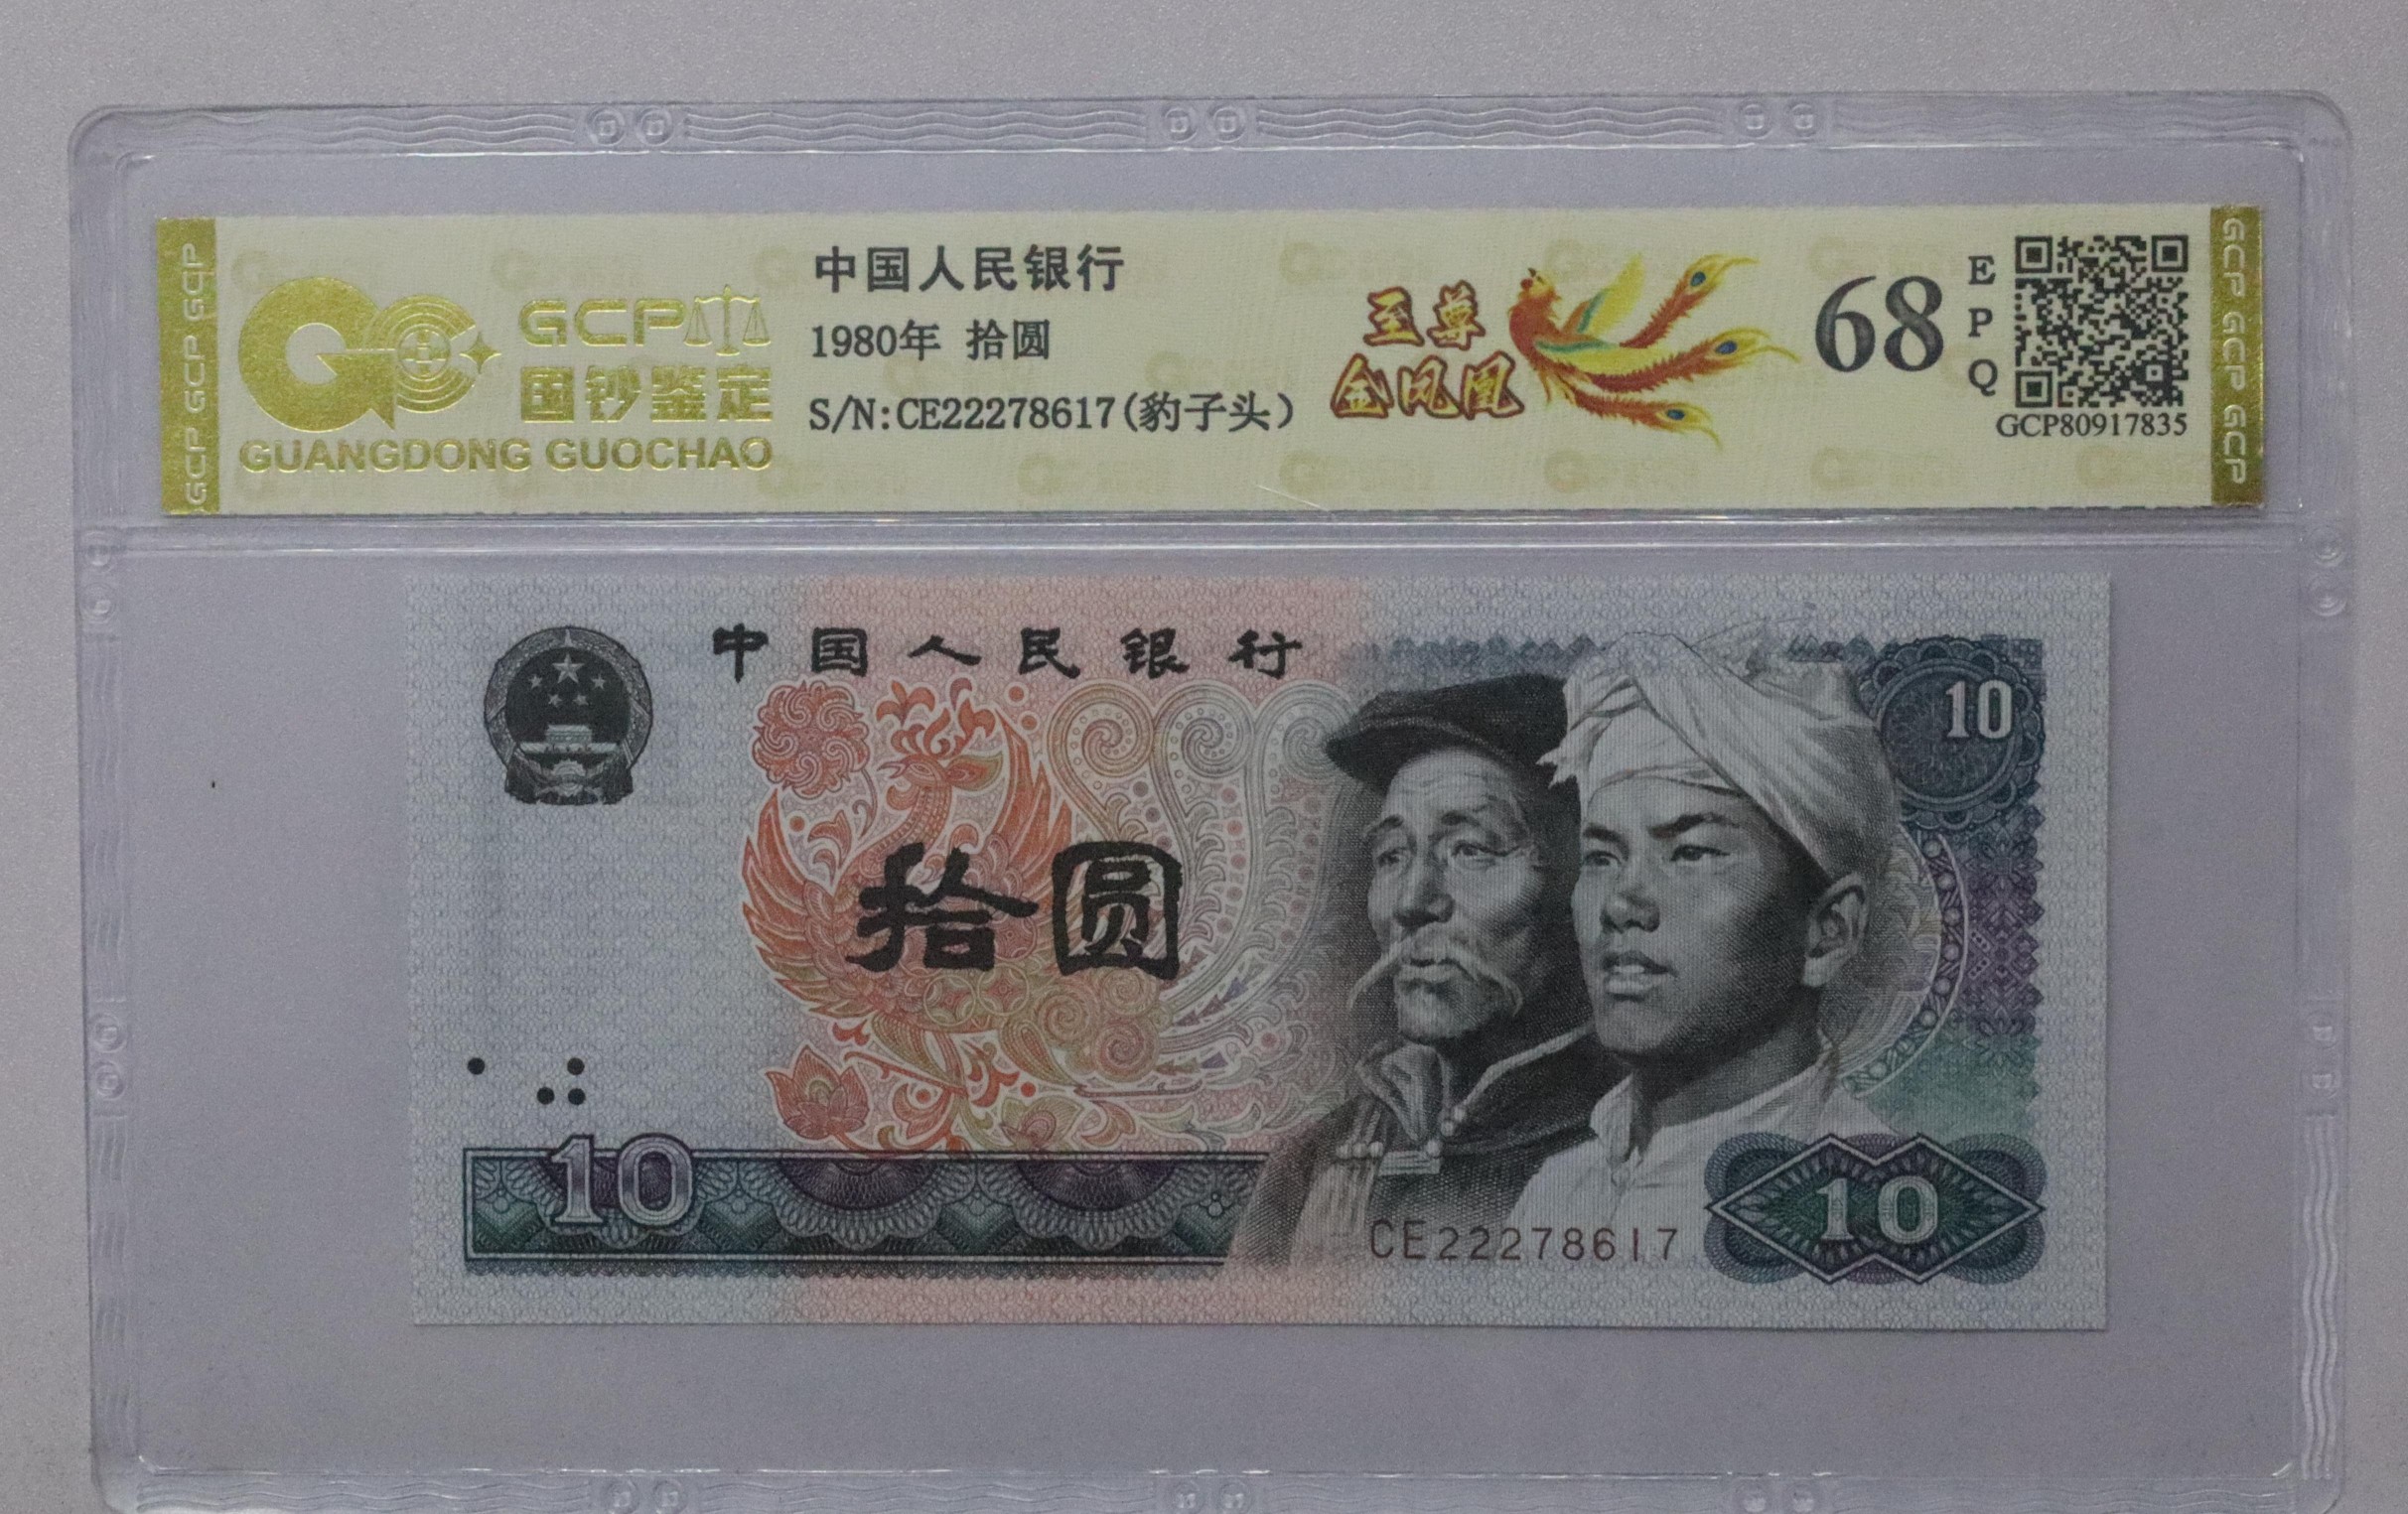 GCP GCP GCP
GCP
国钞鉴定
GUANGDONG GUOCHAO
中国人民银行
1980年 拾圆
S/N:CE22278617(豹子头)
至尊
金凤凰
68
EPQ
GCP80917835
GCP GCP GCP
中国人民银行
10
拾圆
10
CE22278617
10